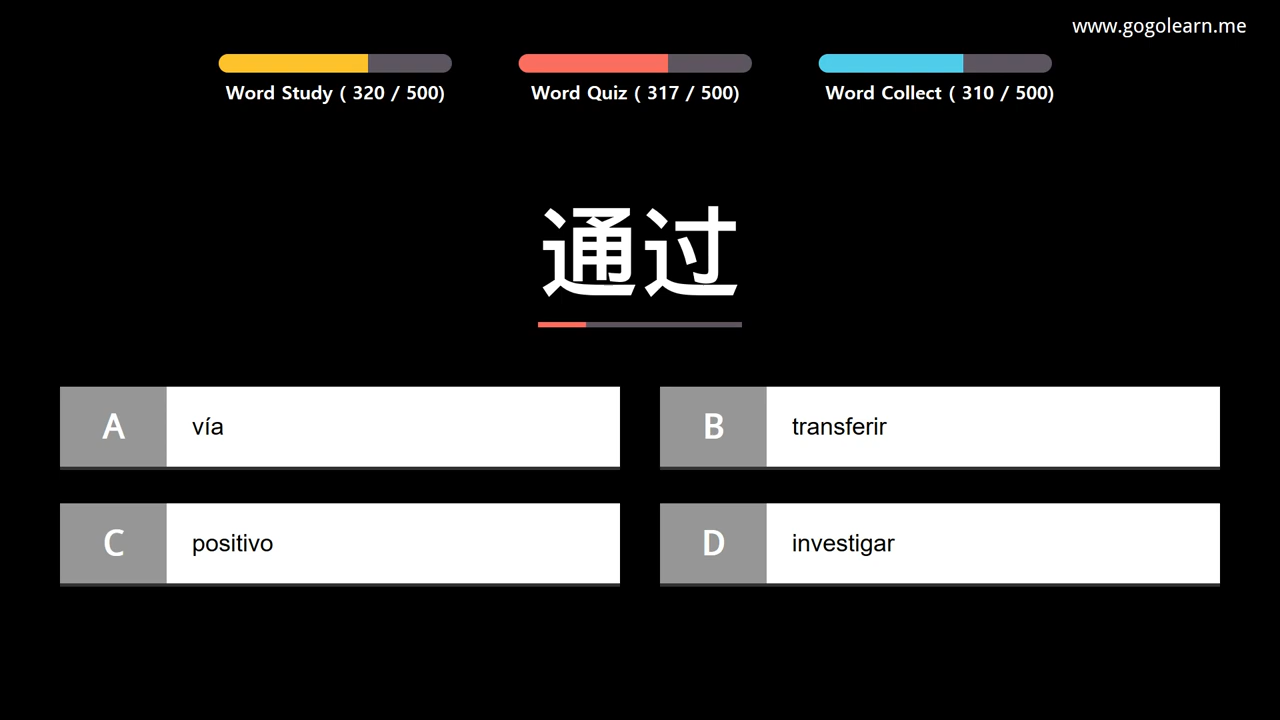 www.gogolearn.me
Word Study ( 320 / 500)
Word Quiz ( 317 / 500)
Word Collect ( 310 / 500)
通过
A vía
B transferir
C positivo
D investigar